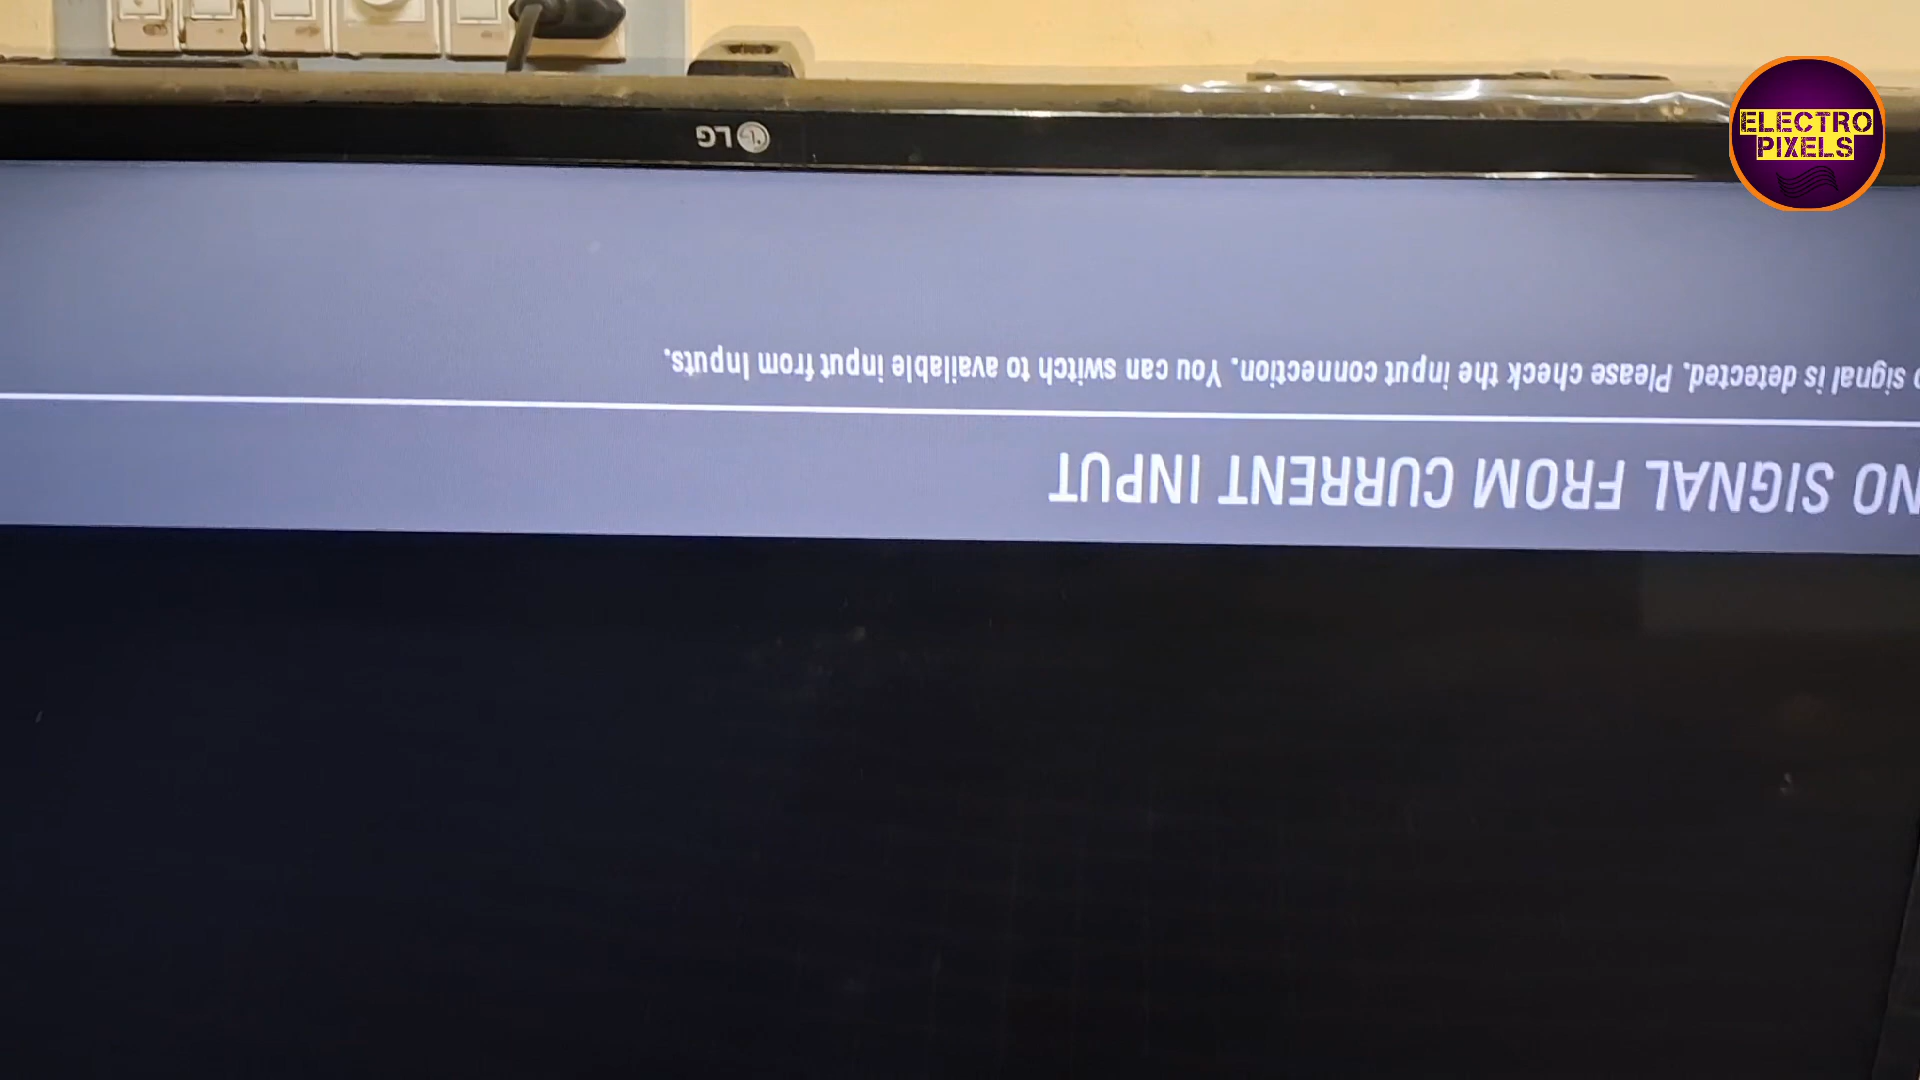 NO SIGNAL FROM CURRENT INPUT
signal is detected. Please check the input connection. You can switch to available input from Inputs.
LG
ELECTRO
PIXELS